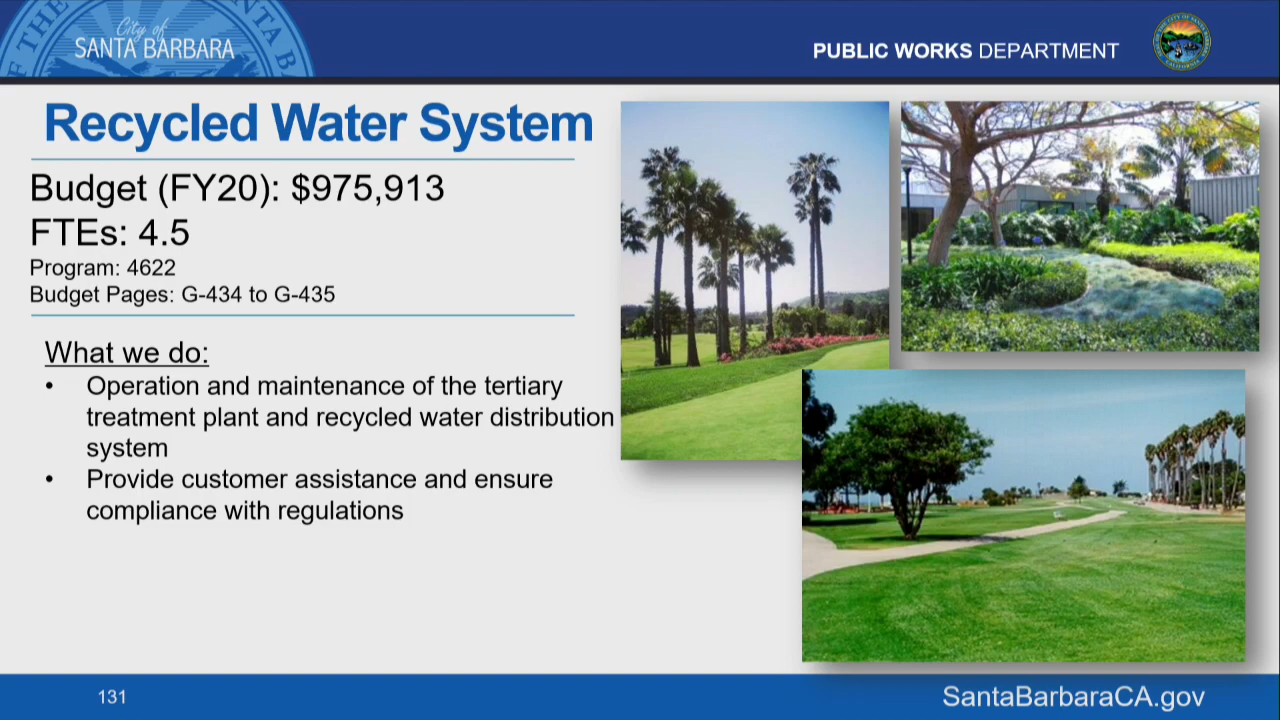 City of
SANTA BARBARA
PUBLIC WORKS DEPARTMENT
Recycled Water System
Budget (FY20): $975,913
FTEs: 4.5
Program: 4622
Budget Pages: G-434 to G-435
What we do:
• Operation and maintenance of the tertiary
treatment plant and recycled water distribution
system
• Provide customer assistance and ensure
compliance with regulations
131
SantaBarbaraCA.gov